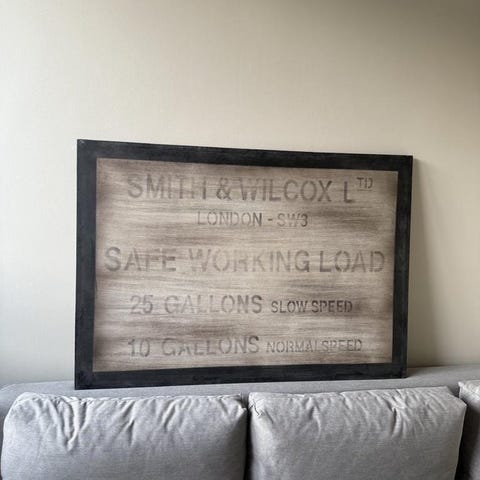 SMITH & WILCOX LTD
LONDON - SW3
SAFE WORKING LOAD
25 GALLONS SLOW SPEED
10 GALLONS NORMAL SPEED